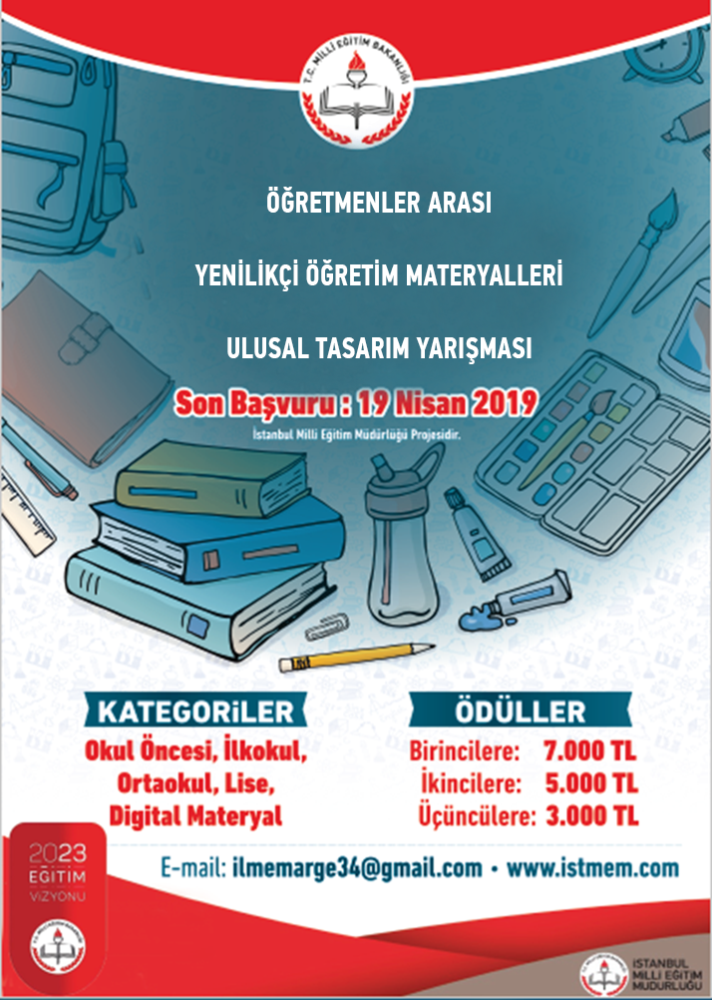 T.C. MİLLİ EĞİTİM BAKANLIĞI
ÖĞRETMENLER ARASI
YENİLİKÇİ ÖĞRETİM MATERYALLERİ
ULUSAL TASARIM YARIŞMASI
Son Başvuru : 19 Nisan 2019
İstanbul Milli Eğitim Müdürlüğü Projesidir.
KATEGORİLER
Okul Öncesi, İlkokul,
Ortaokul, Lise,
Digital Materyal
ÖDÜLLER
Birincilere: 7.000 TL
İkincilere: 5.000 TL
Üçüncülere: 3.000 TL
E-mail: ilmemarge34@gmail.com • www.istmem.com
2023
EĞİTİM
VİZYONU
İSTANBUL
MİLLİ EĞİTİM
MÜDÜRLÜĞÜ